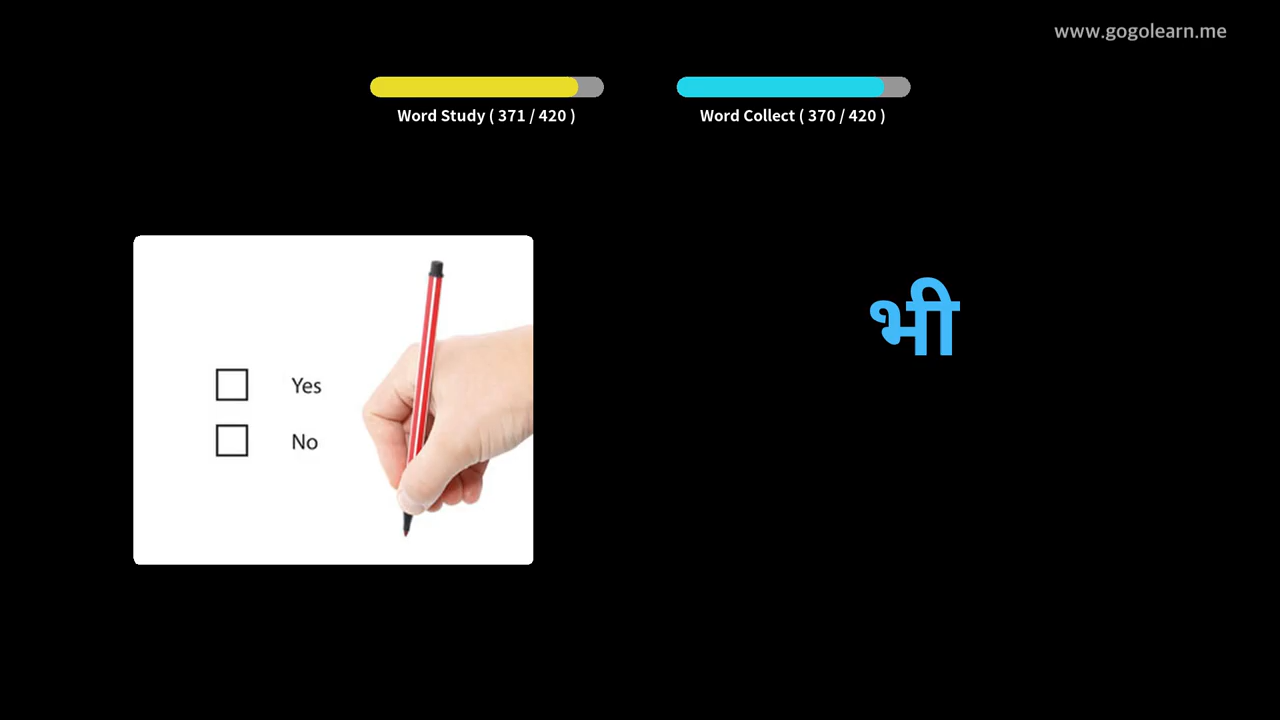 www.gogolearn.me
Word Study ( 371 / 420 )
Word Collect ( 370 / 420 )
भी
Yes
No